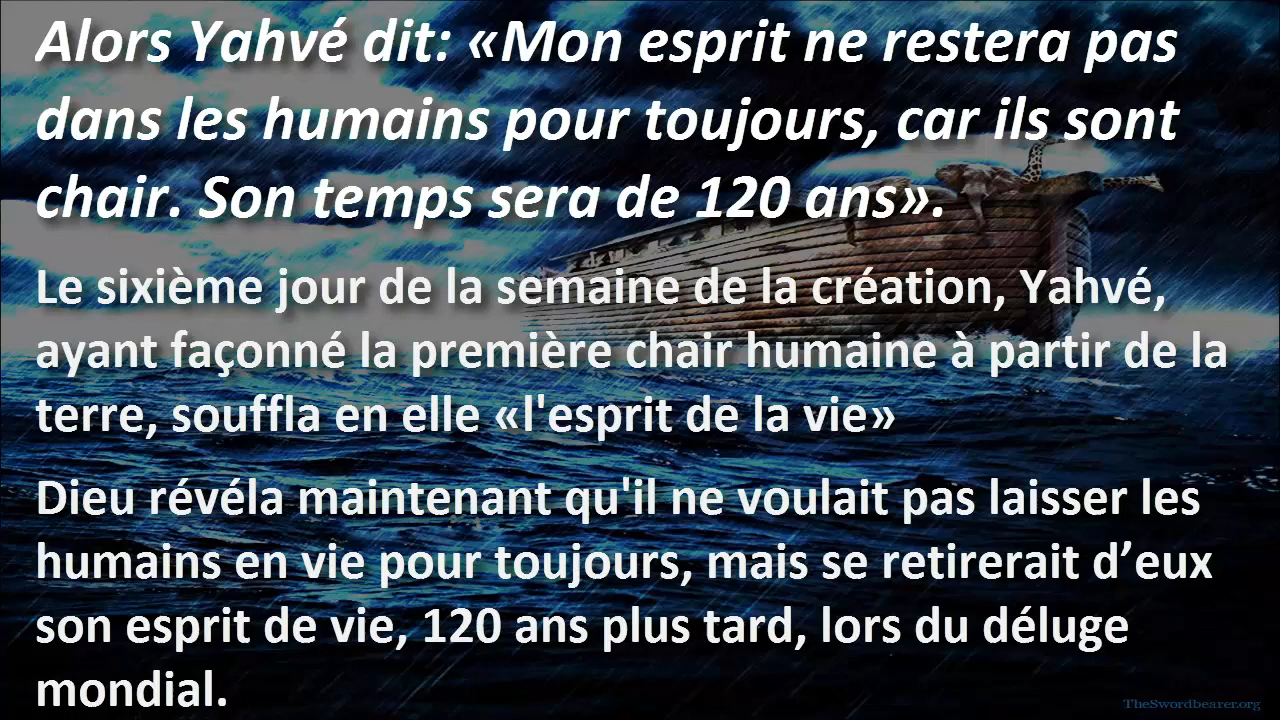 Alors Yahvé dit: «Mon esprit ne restera pas
dans les humains pour toujours, car ils sont
chair. Son temps sera de 120 ans».
Le sixième jour de la semaine de la création, Yahvé,
ayant façonné la première chair humaine à partir de la
terre, souffla en elle «l'esprit de la vie»
Dieu révéla maintenant qu'il ne voulait pas laisser les
humains en vie pour toujours, mais se retirerait d’eux
son esprit de vie, 120 ans plus tard, lors du déluge
mondial.
TheSwordbearer.org